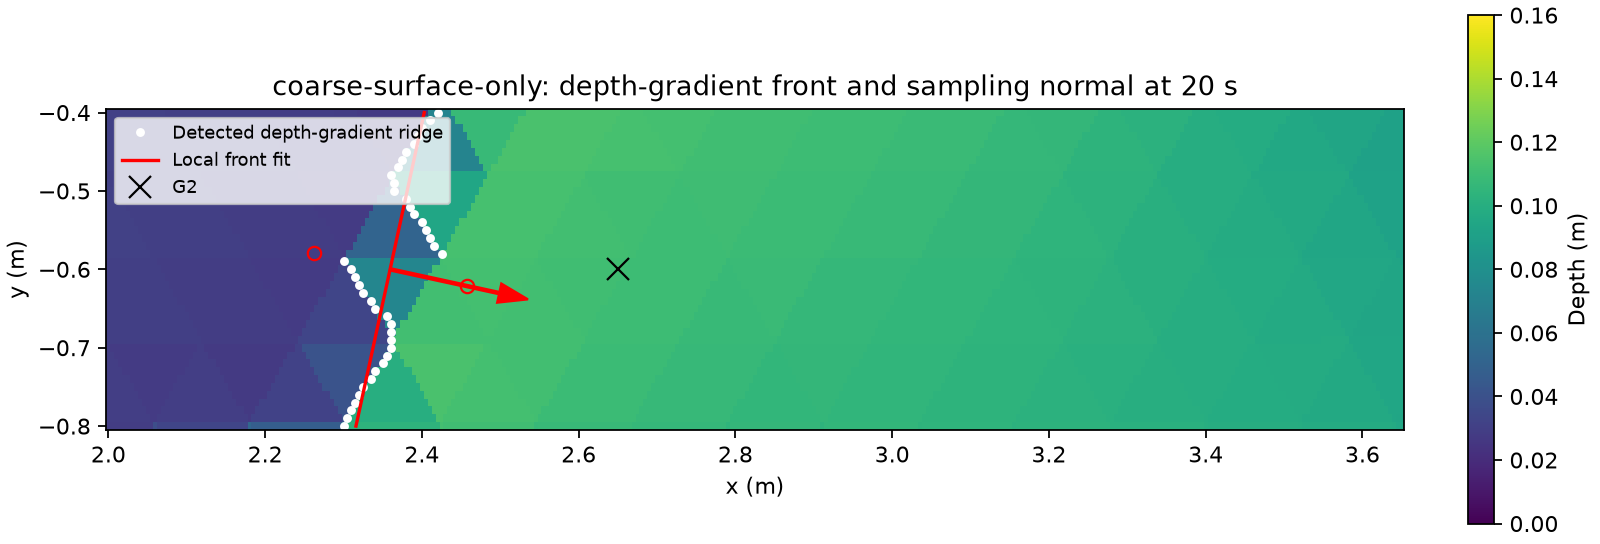 coarse-surface-only: depth-gradient front and sampling normal at 20 s
Detected depth-gradient ridge
Local front fit
G2
−0.4
−0.5
−0.6
−0.7
−0.8
y (m)
2.0 2.2 2.4 2.6 2.8 3.0 3.2 3.4 3.6
x (m)
0.16
0.14
0.12
0.10
0.08
0.06
0.04
0.02
0.00
Depth (m)